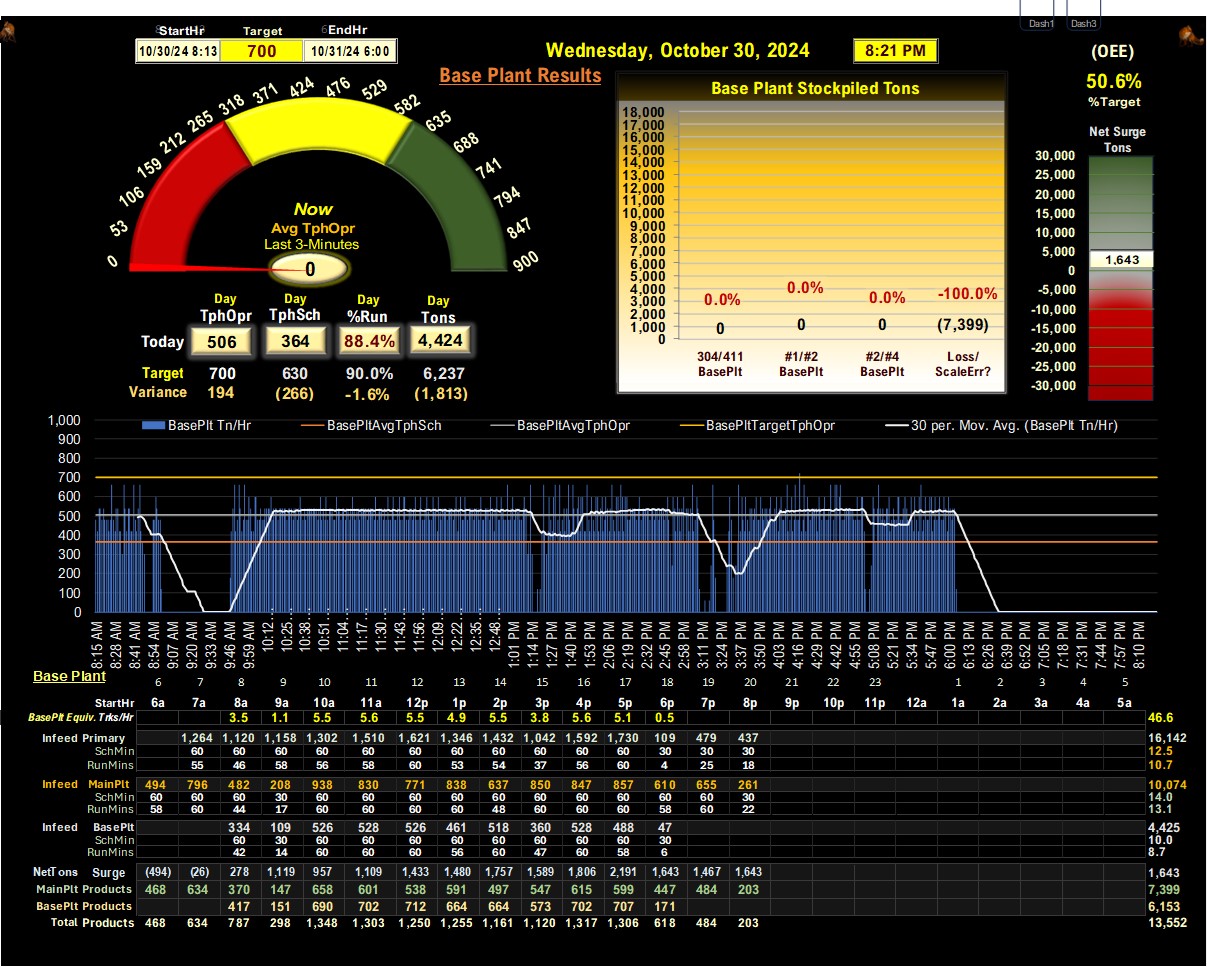 Dash1 Dash3
StartHr Target EndHr
10/30/24 8:13 700 10/31/24 6:00
Wednesday, October 30, 2024 8:21 PM
(OEE)
50.6%
%Target
Base Plant Results
0 53 106 159 212 265 318 371 424 476 529 582 635 688 741 794 847 900
Now
Avg TphOpr
Last 3-Minutes
0
Day Day Day Day
TphOpr TphSch %Run Tons
Today 506 364 88.4% 4,424
Target 700 630 90.0% 6,237
Variance 194 (266) -1.6% (1,813)
Base Plant Stockpiled Tons
18,000
17,000
16,000
15,000
14,000
13,000
12,000
11,000
10,000
9,000
8,000
7,000
6,000
5,000
4,000
3,000
2,000
1,000
0
0.0% 0.0% 0.0% -100.0%
0 0 0 (7,399)
304/411 #1/#2 #2/#4 Loss/
BasePlt BasePlt BasePlt ScaleErr?
Net Surge
Tons
30,000
25,000
20,000
15,000
10,000
5,000
1,643
0
-5,000
-10,000
-15,000
-20,000
-25,000
-30,000
BasePlt Tn/Hr BasePltAvgTphSch BasePltAvgTphOpr BasePltTargetTphOpr 30 per. Mov. Avg. (BasePlt Tn/Hr)
1,000
900
800
700
600
500
400
300
200
100
0
8:15 AM 8:28 AM 8:41 AM 8:54 AM 9:07 AM 9:20 AM 9:33 AM 9:46 AM 9:59 AM 10:12... 10:25... 10:38... 10:51... 11:04... 11:17... 11:30... 11:43... 11:56... 12:09... 12:22... 12:35... 12:48... 1:01 PM 1:14 PM 1:27 PM 1:40 PM 1:53 PM 2:06 PM 2:19 PM 2:32 PM 2:45 PM 2:58 PM 3:11 PM 3:24 PM 3:37 PM 3:50 PM 4:03 PM 4:16 PM 4:29 PM 4:42 PM 4:55 PM 5:08 PM 5:21 PM 5:34 PM 5:47 PM 6:00 PM 6:13 PM 6:26 PM 6:39 PM 6:52 PM 7:05 PM 7:18 PM 7:31 PM 7:44 PM 7:57 PM 8:10 PM
Base Plant 6 7 8 9 10 11 12 13 14 15 16 17 18 19 20 21 22 23 1 2 3 4 5
StartHr 6a 7a 8a 9a 10a 11a 12p 1p 2p 3p 4p 5p 6p 7p 8p 9p 10p 11p 12a 1a 2a 3a 4a 5a
BasePlt Equiv. Trks/Hr 3.5 1.1 5.5 5.6 5.5 4.9 5.5 3.8 5.6 5.1 0.5 46.6
Infeed Primary 1,264 1,120 1,158 1,302 1,510 1,621 1,346 1,432 1,042 1,592 1,730 109 479 437 16,142
SchMin 60 60 60 60 60 60 60 60 60 60 60 30 30 30 12.5
RunMins 55 46 58 56 58 60 53 54 37 56 60 4 25 18 10.7
Infeed MainPlt 494 796 482 208 938 830 771 838 637 850 847 857 610 655 261 10,074
SchMin 60 60 60 30 60 60 60 60 60 60 60 60 60 60 30 14.0
RunMins 58 60 44 17 60 60 60 60 48 60 60 60 58 60 22 13.1
Infeed BasePlt 334 109 526 528 526 461 518 360 528 488 47 4,425
SchMin 60 30 60 60 60 60 60 60 60 60 30 10.0
RunMins 42 14 60 60 60 56 60 47 60 58 6 8.7
NetTons Surge (494) (26) 278 1,119 957 1,109 1,433 1,480 1,757 1,589 1,806 2,191 1,643 1,467 1,643 1,643
MainPlt Products 468 634 370 147 658 601 538 591 497 547 615 599 447 484 203 7,399
BasePlt Products 417 151 690 702 712 664 664 573 702 707 171 6,153
Total Products 468 634 787 298 1,348 1,303 1,250 1,255 1,161 1,120 1,317 1,306 618 484 203 13,552